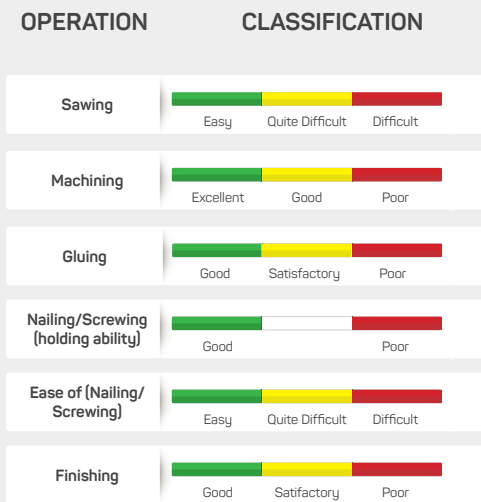 OPERATION CLASSIFICATION
Sawing
Easy Quite Difficult Difficult
Machining
Excellent Good Poor
Gluing
Good Satisfactory Poor
Nailing/Screwing
(holding ability)
Good Poor
Ease of (Nailing/
Screwing)
Easy Quite Difficult Difficult
Finishing
Good Satisfactory Poor